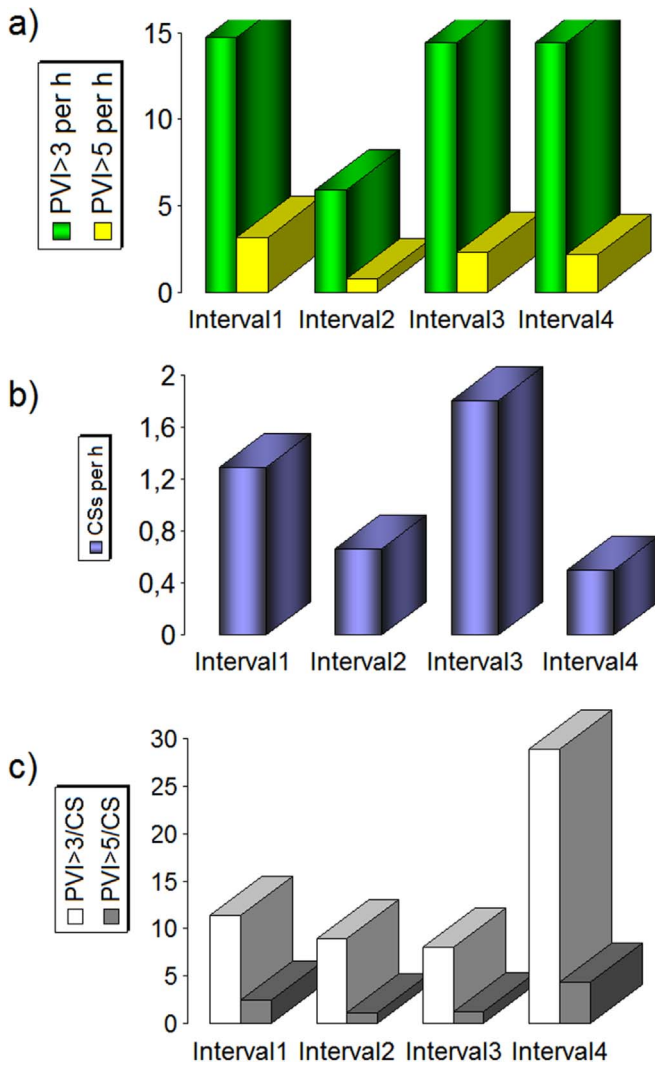 a)
PVI>3 per h
PVI>5 per h
15
10
5
0
Interval1 Interval2 Interval3 Interval4
b)
CSs per h
2
1,6
1,2
0,8
0,4
0
Interval1 Interval2 Interval3 Interval4
c)
PVI>3/CS
PVI>5/CS
30
25
20
15
10
5
0
Interval1 Interval2 Interval3 Interval4